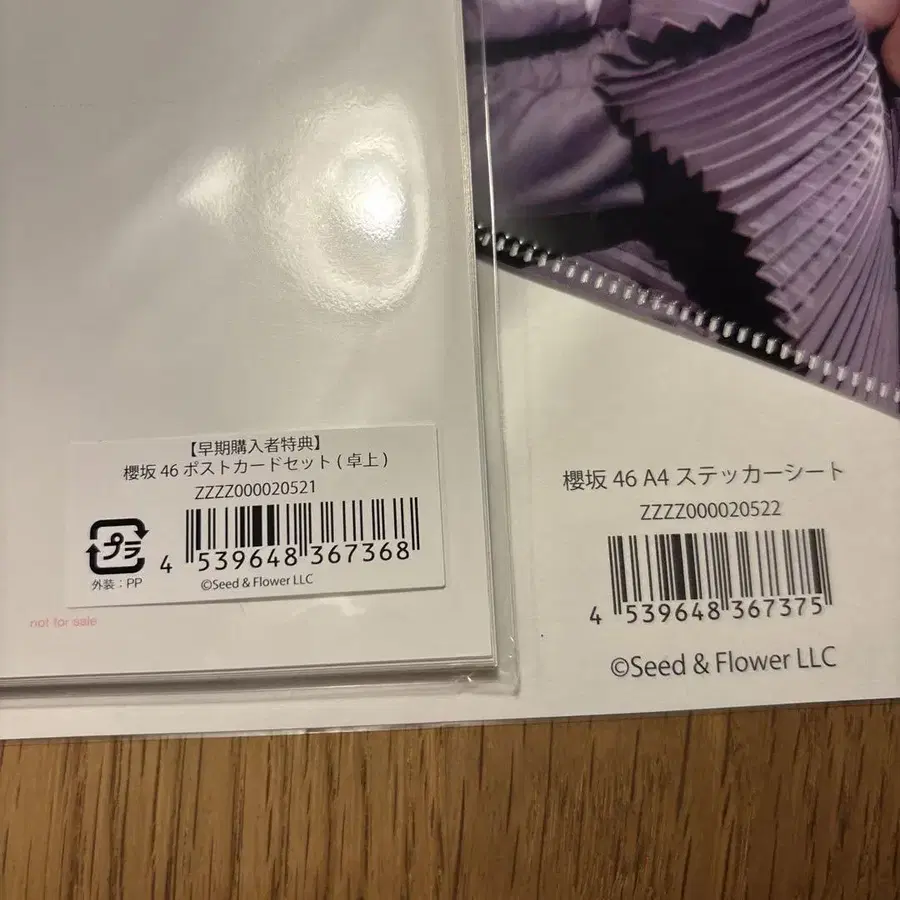 【早期購入者特典】
櫻坂 46 ポストカードセット ( 卓上 )
ZZZZ000020521
プラ
外装：PP
4 539648 367368
©Seed & Flower LLC
not for sale
櫻坂 46 A4 ステッカーシート
ZZZZ000020522
4 539648 367375
©Seed & Flower LLC